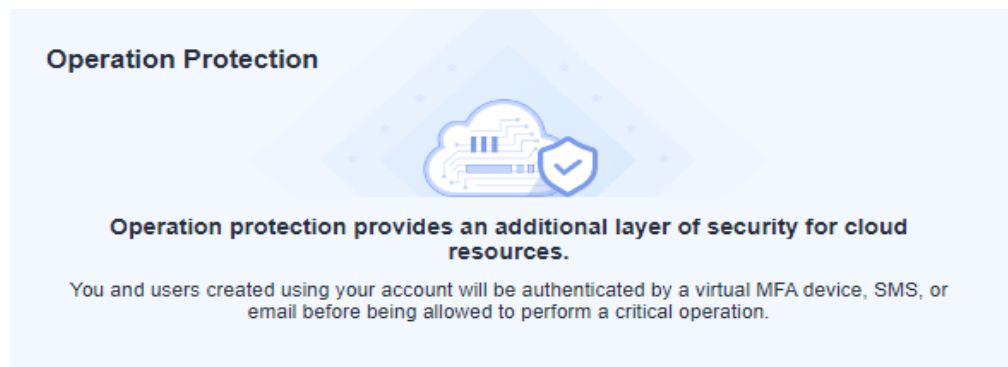 Operation Protection
Operation protection provides an additional layer of security for cloud
resources.
You and users created using your account will be authenticated by a virtual MFA device, SMS, or
email before being allowed to perform a critical operation.